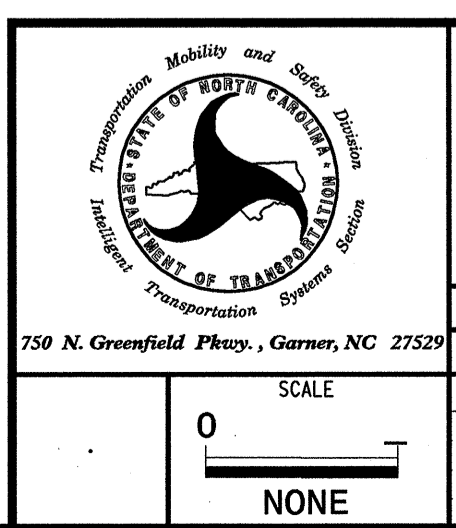 Transportation Mobility and Safety Division
STATE OF NORTH CAROLINA
DEPARTMENT OF TRANSPORTATION
Intelligent Transportation Systems Section
750 N. Greenfield Pkwy. , Garner, NC 27529
SCALE
0
NONE